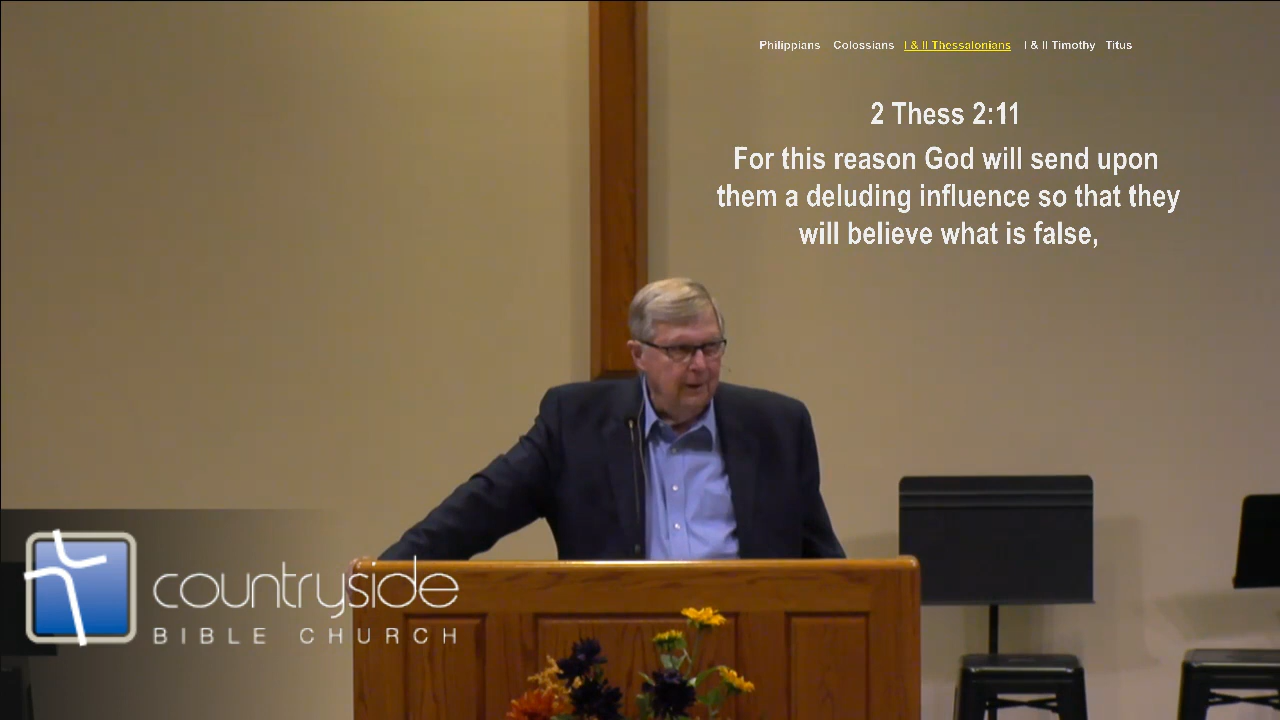 Philippians Colossians I & II Thessalonians I & II Timothy Titus
2 Thess 2:11
For this reason God will send upon
them a deluding influence so that they
will believe what is false,
countryside
BIBLE CHURCH